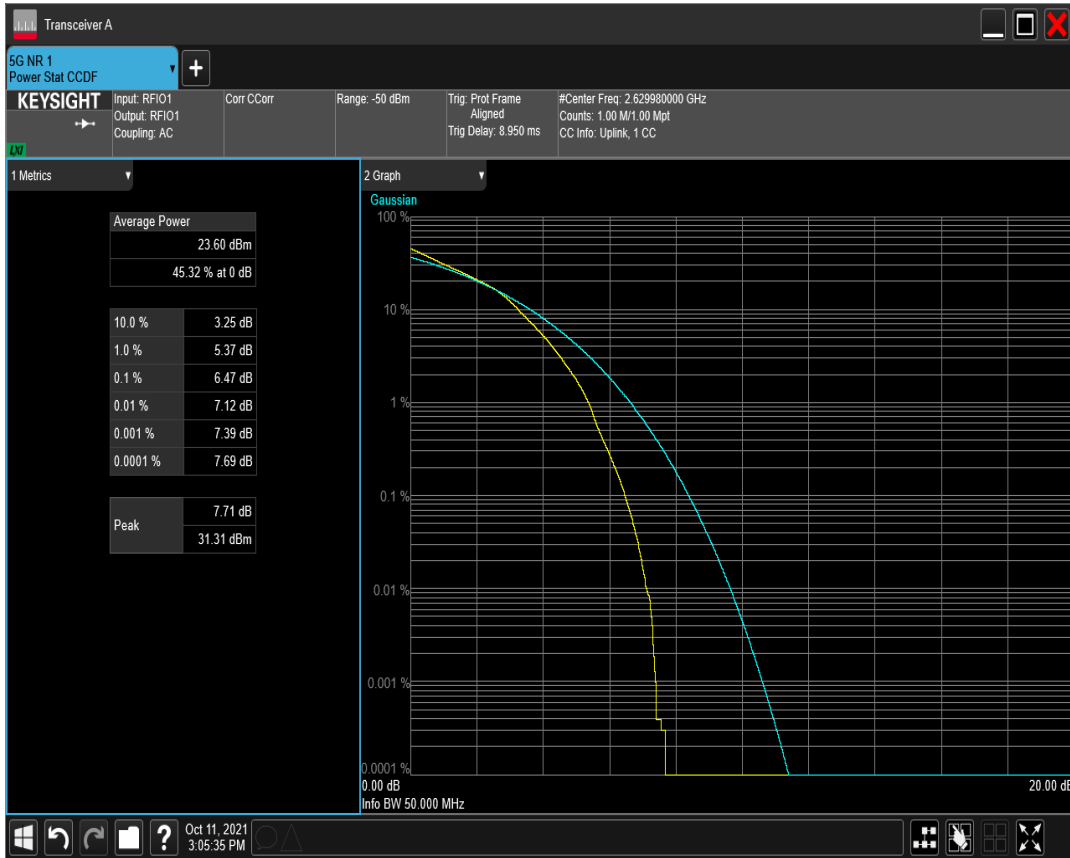 Transceiver A
5G NR 1
Power Stat CCDF
KEYSIGHT
LXI
Input: RFIO1
Output: RFIO1
Coupling: AC
Corr CCorr
Range: -50 dBm
Trig: Prot Frame
Aligned
Trig Delay: 8.950 ms
#Center Freq: 2.629980000 GHz
Counts: 1.00 M/1.00 Mpt
CC Info: Uplink, 1 CC
1 Metrics
Average Power
23.60 dBm
45.32 % at 0 dB
10.0 % 3.25 dB
1.0 % 5.37 dB
0.1 % 6.47 dB
0.01 % 7.12 dB
0.001 % 7.39 dB
0.0001 % 7.69 dB
Peak 7.71 dB
31.31 dBm
2 Graph
Gaussian
100 %
10 %
1 %
0.1 %
0.01 %
0.001 %
0.0001 %
0.00 dB 20.00 dB
Info BW 50.000 MHz
?
Oct 11, 2021
3:05:35 PM